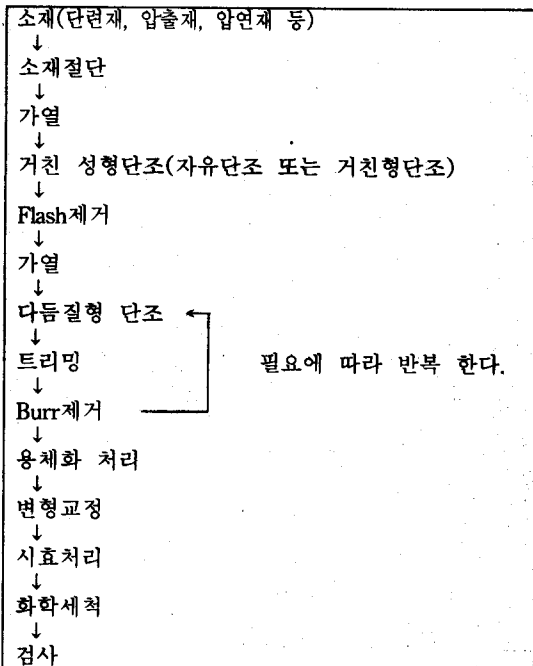 소재(단련재, 압출재, 압연재 등)
↓
소재절단
↓
가열
↓
거친 성형단조(자유단조 또는 거친형단조)
↓
Flash제거
↓
가열
↓
다듬질형 단조
↓
트리밍 필요에 따라 반복 한다.
↓
Burr제거
↓
용체화 처리
↓
변형교정
↓
시효처리
↓
화학세척
↓
검사